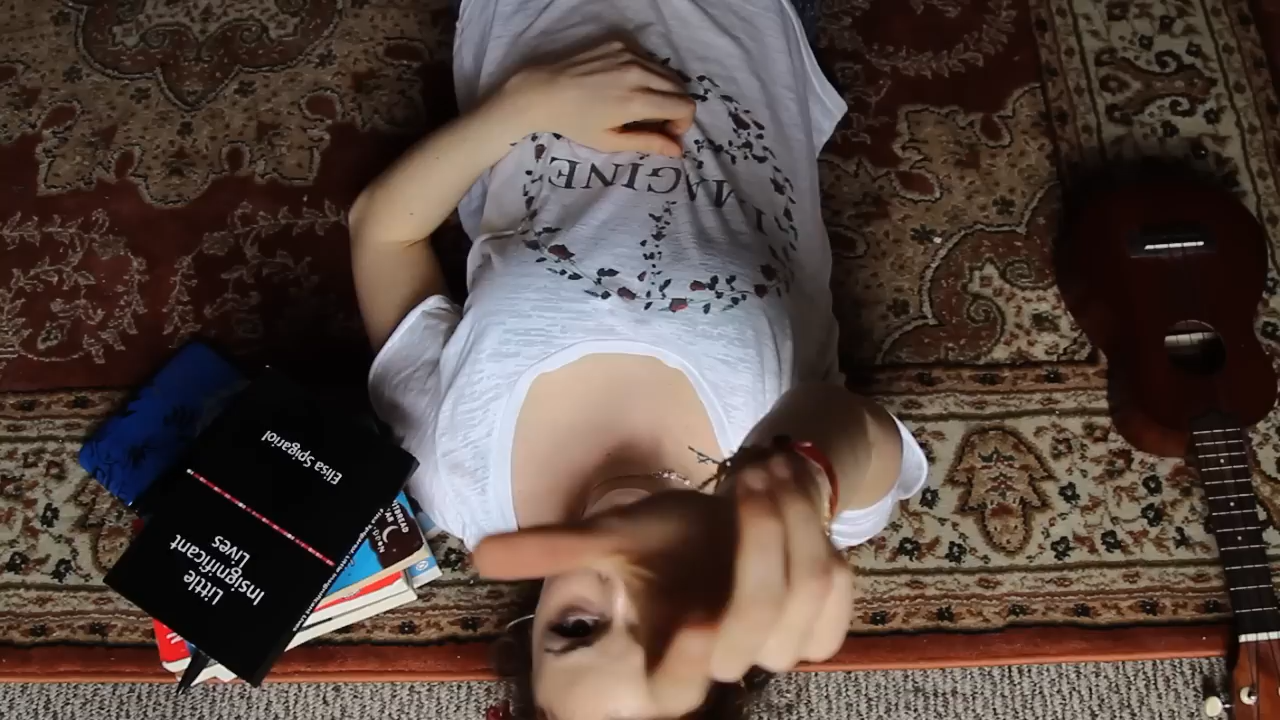 IMAGINE
Elisa Spigariol
Little
Insignificant
Lives